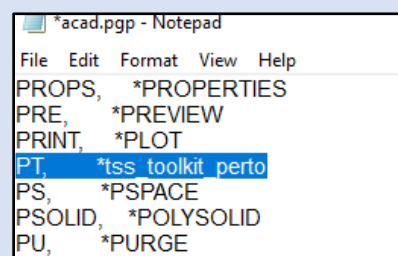 *acad.pgp - Notepad
File Edit Format View Help
PROPS, *PROPERTIES
PRE, *PREVIEW
PRINT, *PLOT
PT, *tss_toolkit_perto
PS, *PSPACE
PSOLID, *POLYSOLID
PU, *PURGE